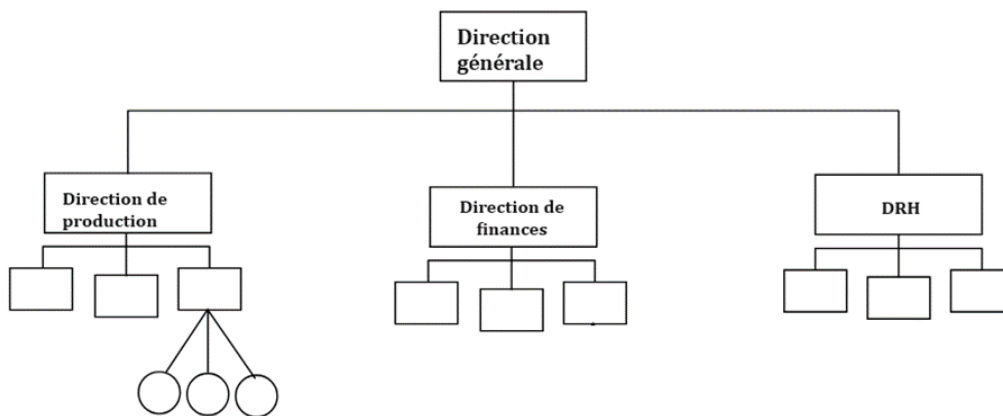 Direction
générale
Direction de
production
Direction de
finances
DRH